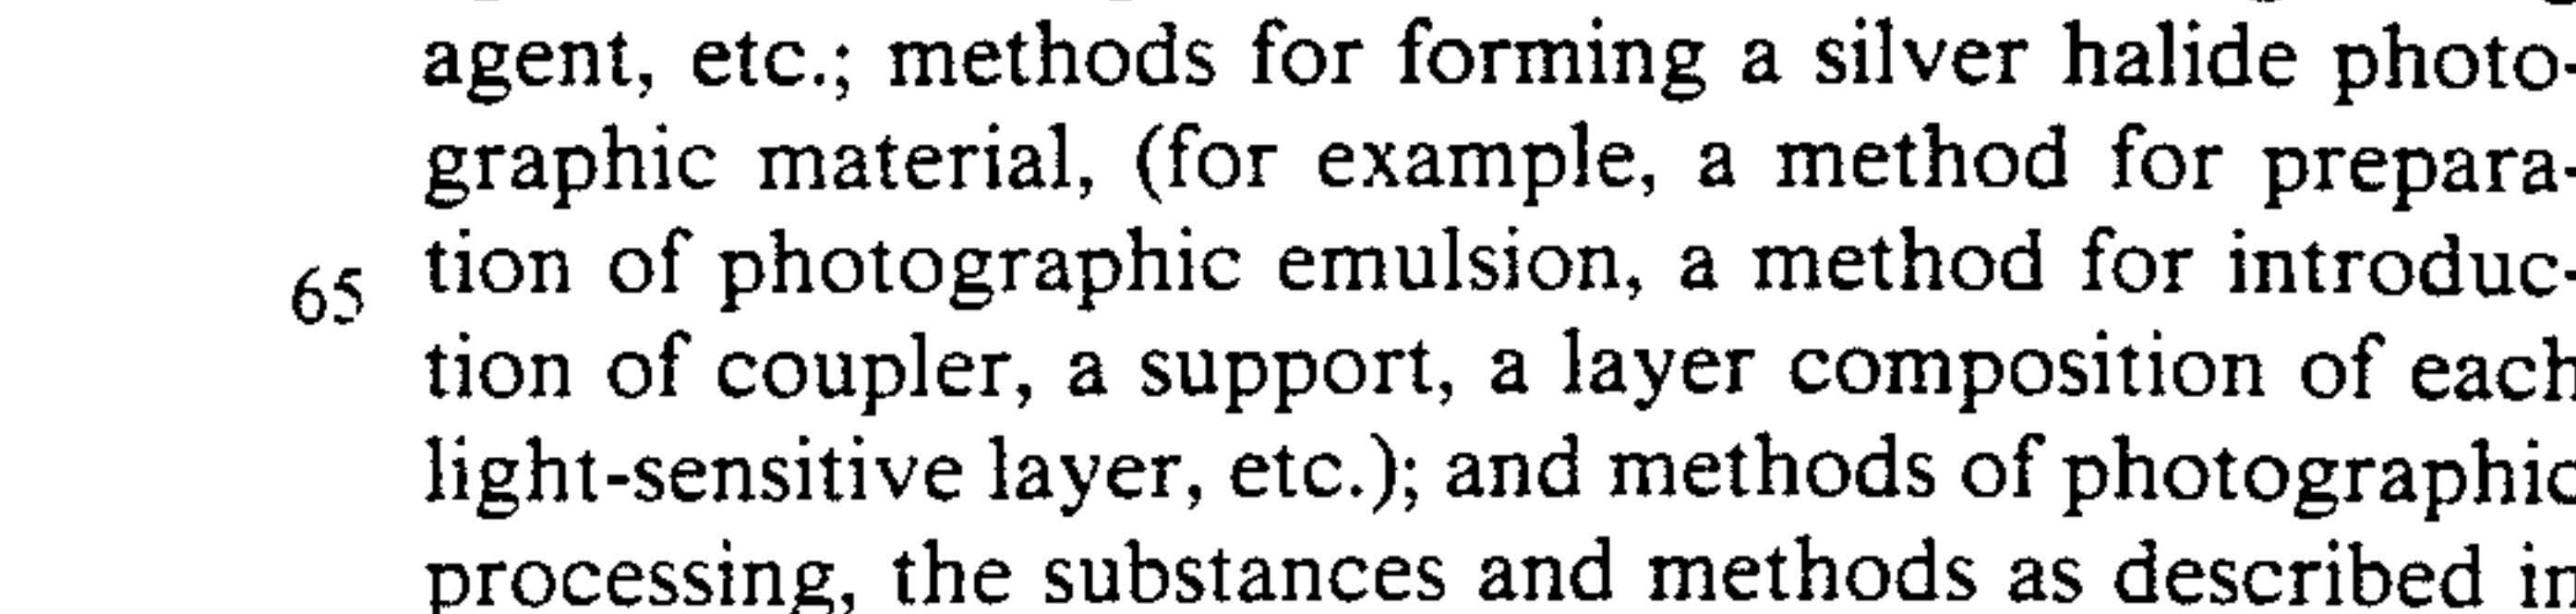 agent, etc.; methods for forming a silver halide photo-
graphic material, (for example, a method for prepara-
65 tion of photographic emulsion, a method for introduc-
tion of coupler, a support, a layer composition of each
light-sensitive layer, etc.); and methods of photographic
processing, the substances and methods as described in